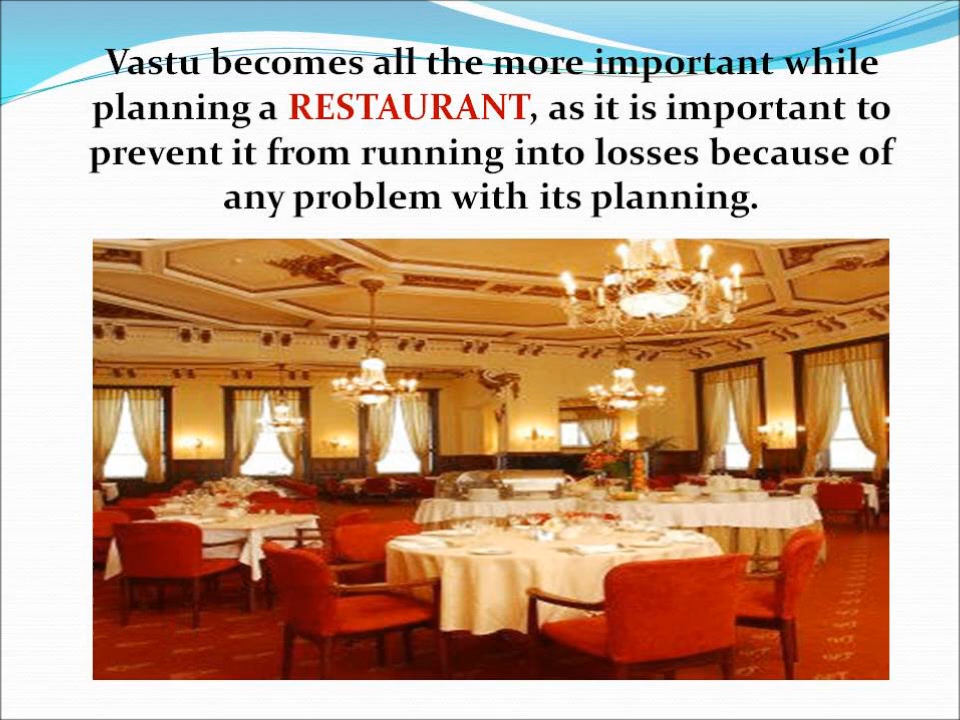 Vastu becomes all the more important while
planning a RESTAURANT, as it is important to
prevent it from running into losses because of
any problem with its planning.